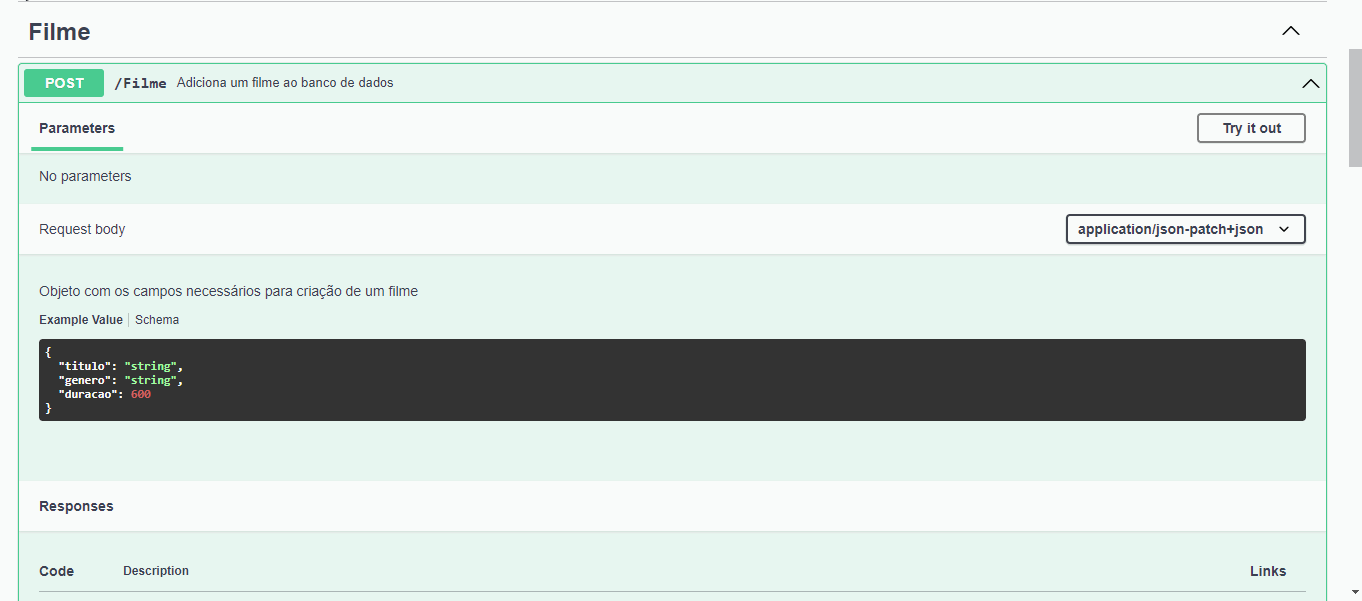 Filme
POST /Filme Adiciona um filme ao banco de dados
Parameters Try it out
No parameters
Request body application/json-patch+json
Objeto com os campos necessários para criação de um filme
Example Value Schema
{
"titulo": "string",
"genero": "string",
"duracao": 600
}
Responses
Code Description Links